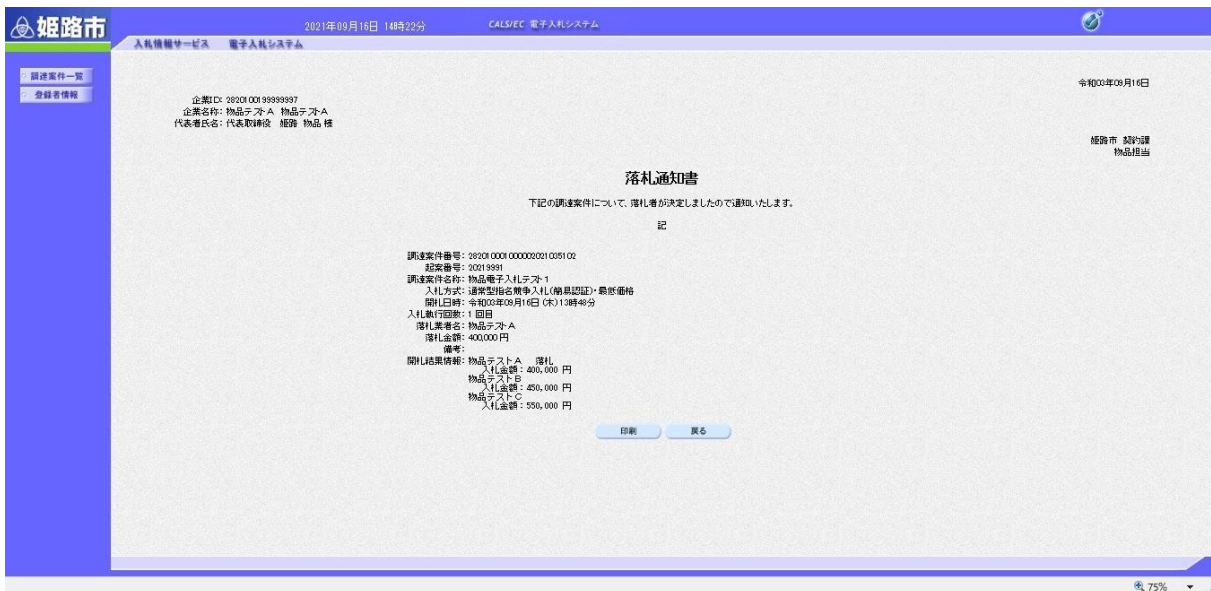 姫路市
2021年09月16日 14時22分
CALS/EC 電子入札システム
入札情報サービス 電子入札システム
調達案件一覧
登録者情報
令和03年09月16日
企業ID: 2820100199999997
企業名称: 物品テストA 物品テストA
代表者氏名: 代表取締役 姫路 物品 様
姫路市 契約課
物品担当
落札通知書
下記の調達案件について、落札者が決定しましたので通知いたします。
記
調達案件番号: 2820100010000002021035102
起案番号: 20219991
調達案件名称: 物品電子入札テスト1
入札方式: 通常型指名競争入札(簡易認証)・最低価格
開札日時: 令和03年09月16日 (木) 13時48分
入札執行回数: 1 回目
落札業者名: 物品テストA
落札金額: 400,000 円
備考:
開札結果情報: 物品テストA 落札
入札金額：400,000 円
物品テストB
入札金額：450,000 円
物品テストC
入札金額：550,000 円
印刷 戻る
75%